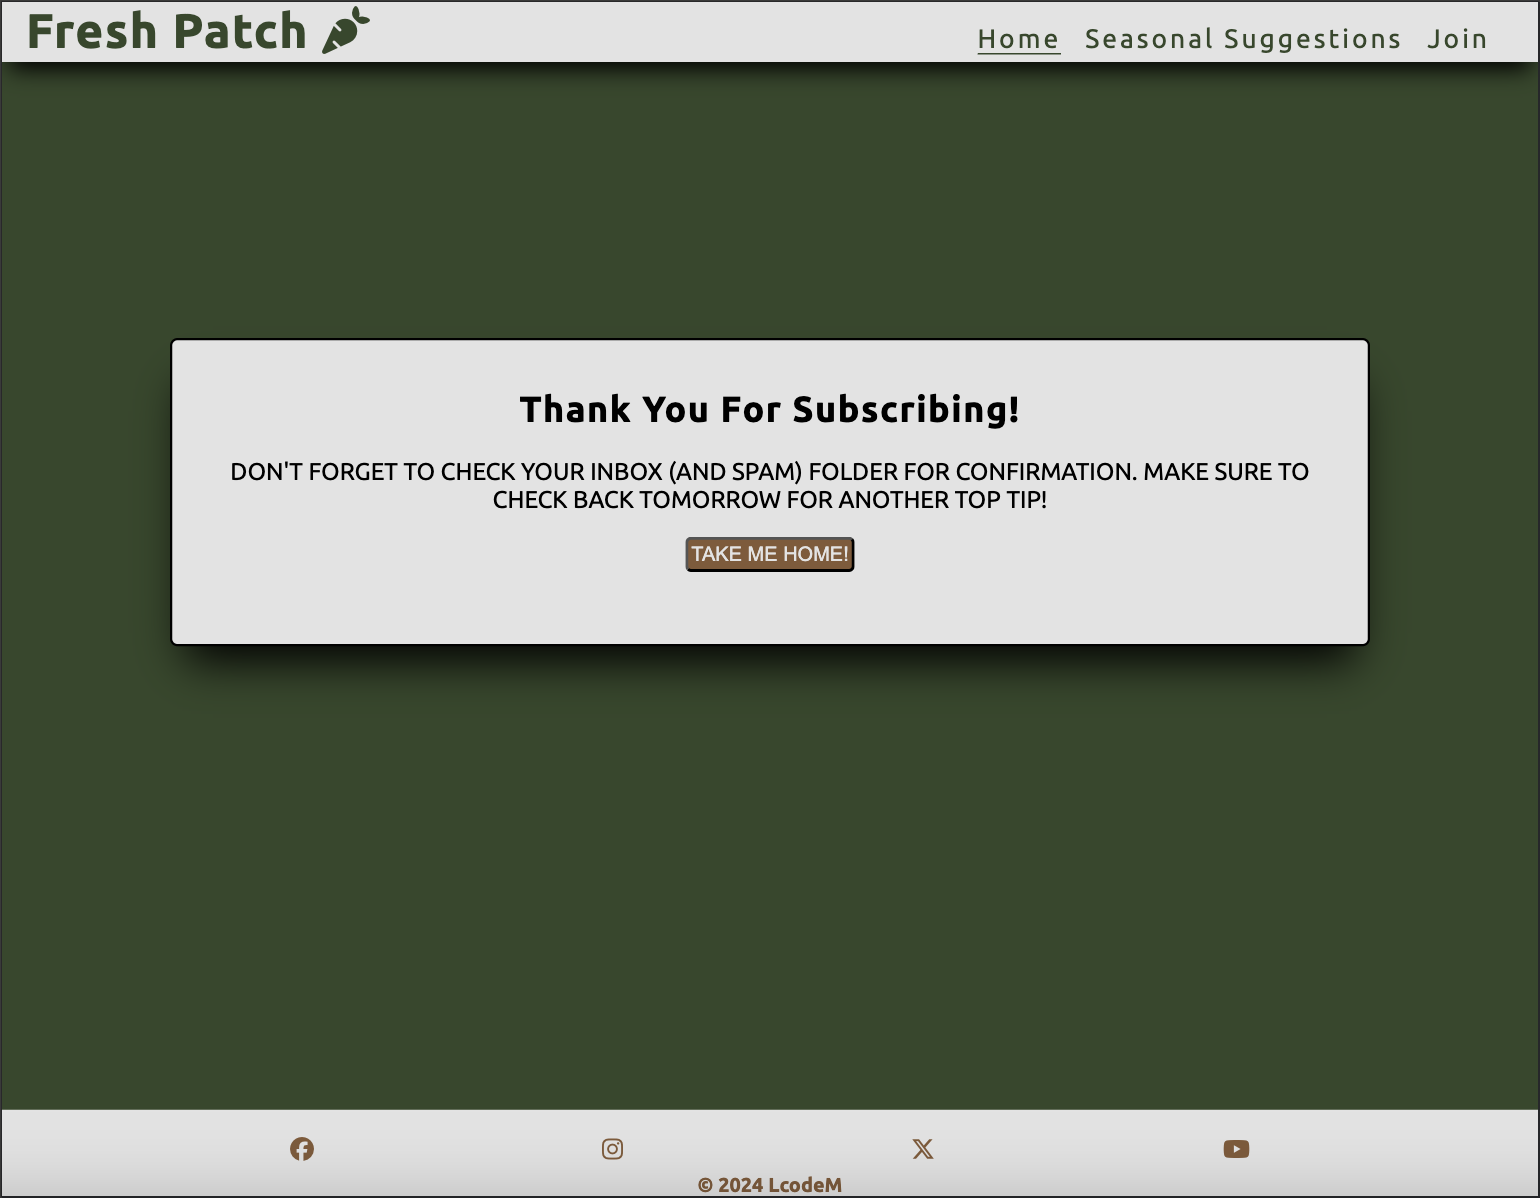 Fresh Patch
Home Seasonal Suggestions Join
Thank You For Subscribing!
DON'T FORGET TO CHECK YOUR INBOX (AND SPAM) FOLDER FOR CONFIRMATION. MAKE SURE TO
CHECK BACK TOMORROW FOR ANOTHER TOP TIP!
TAKE ME HOME!
© 2024 LcodeM